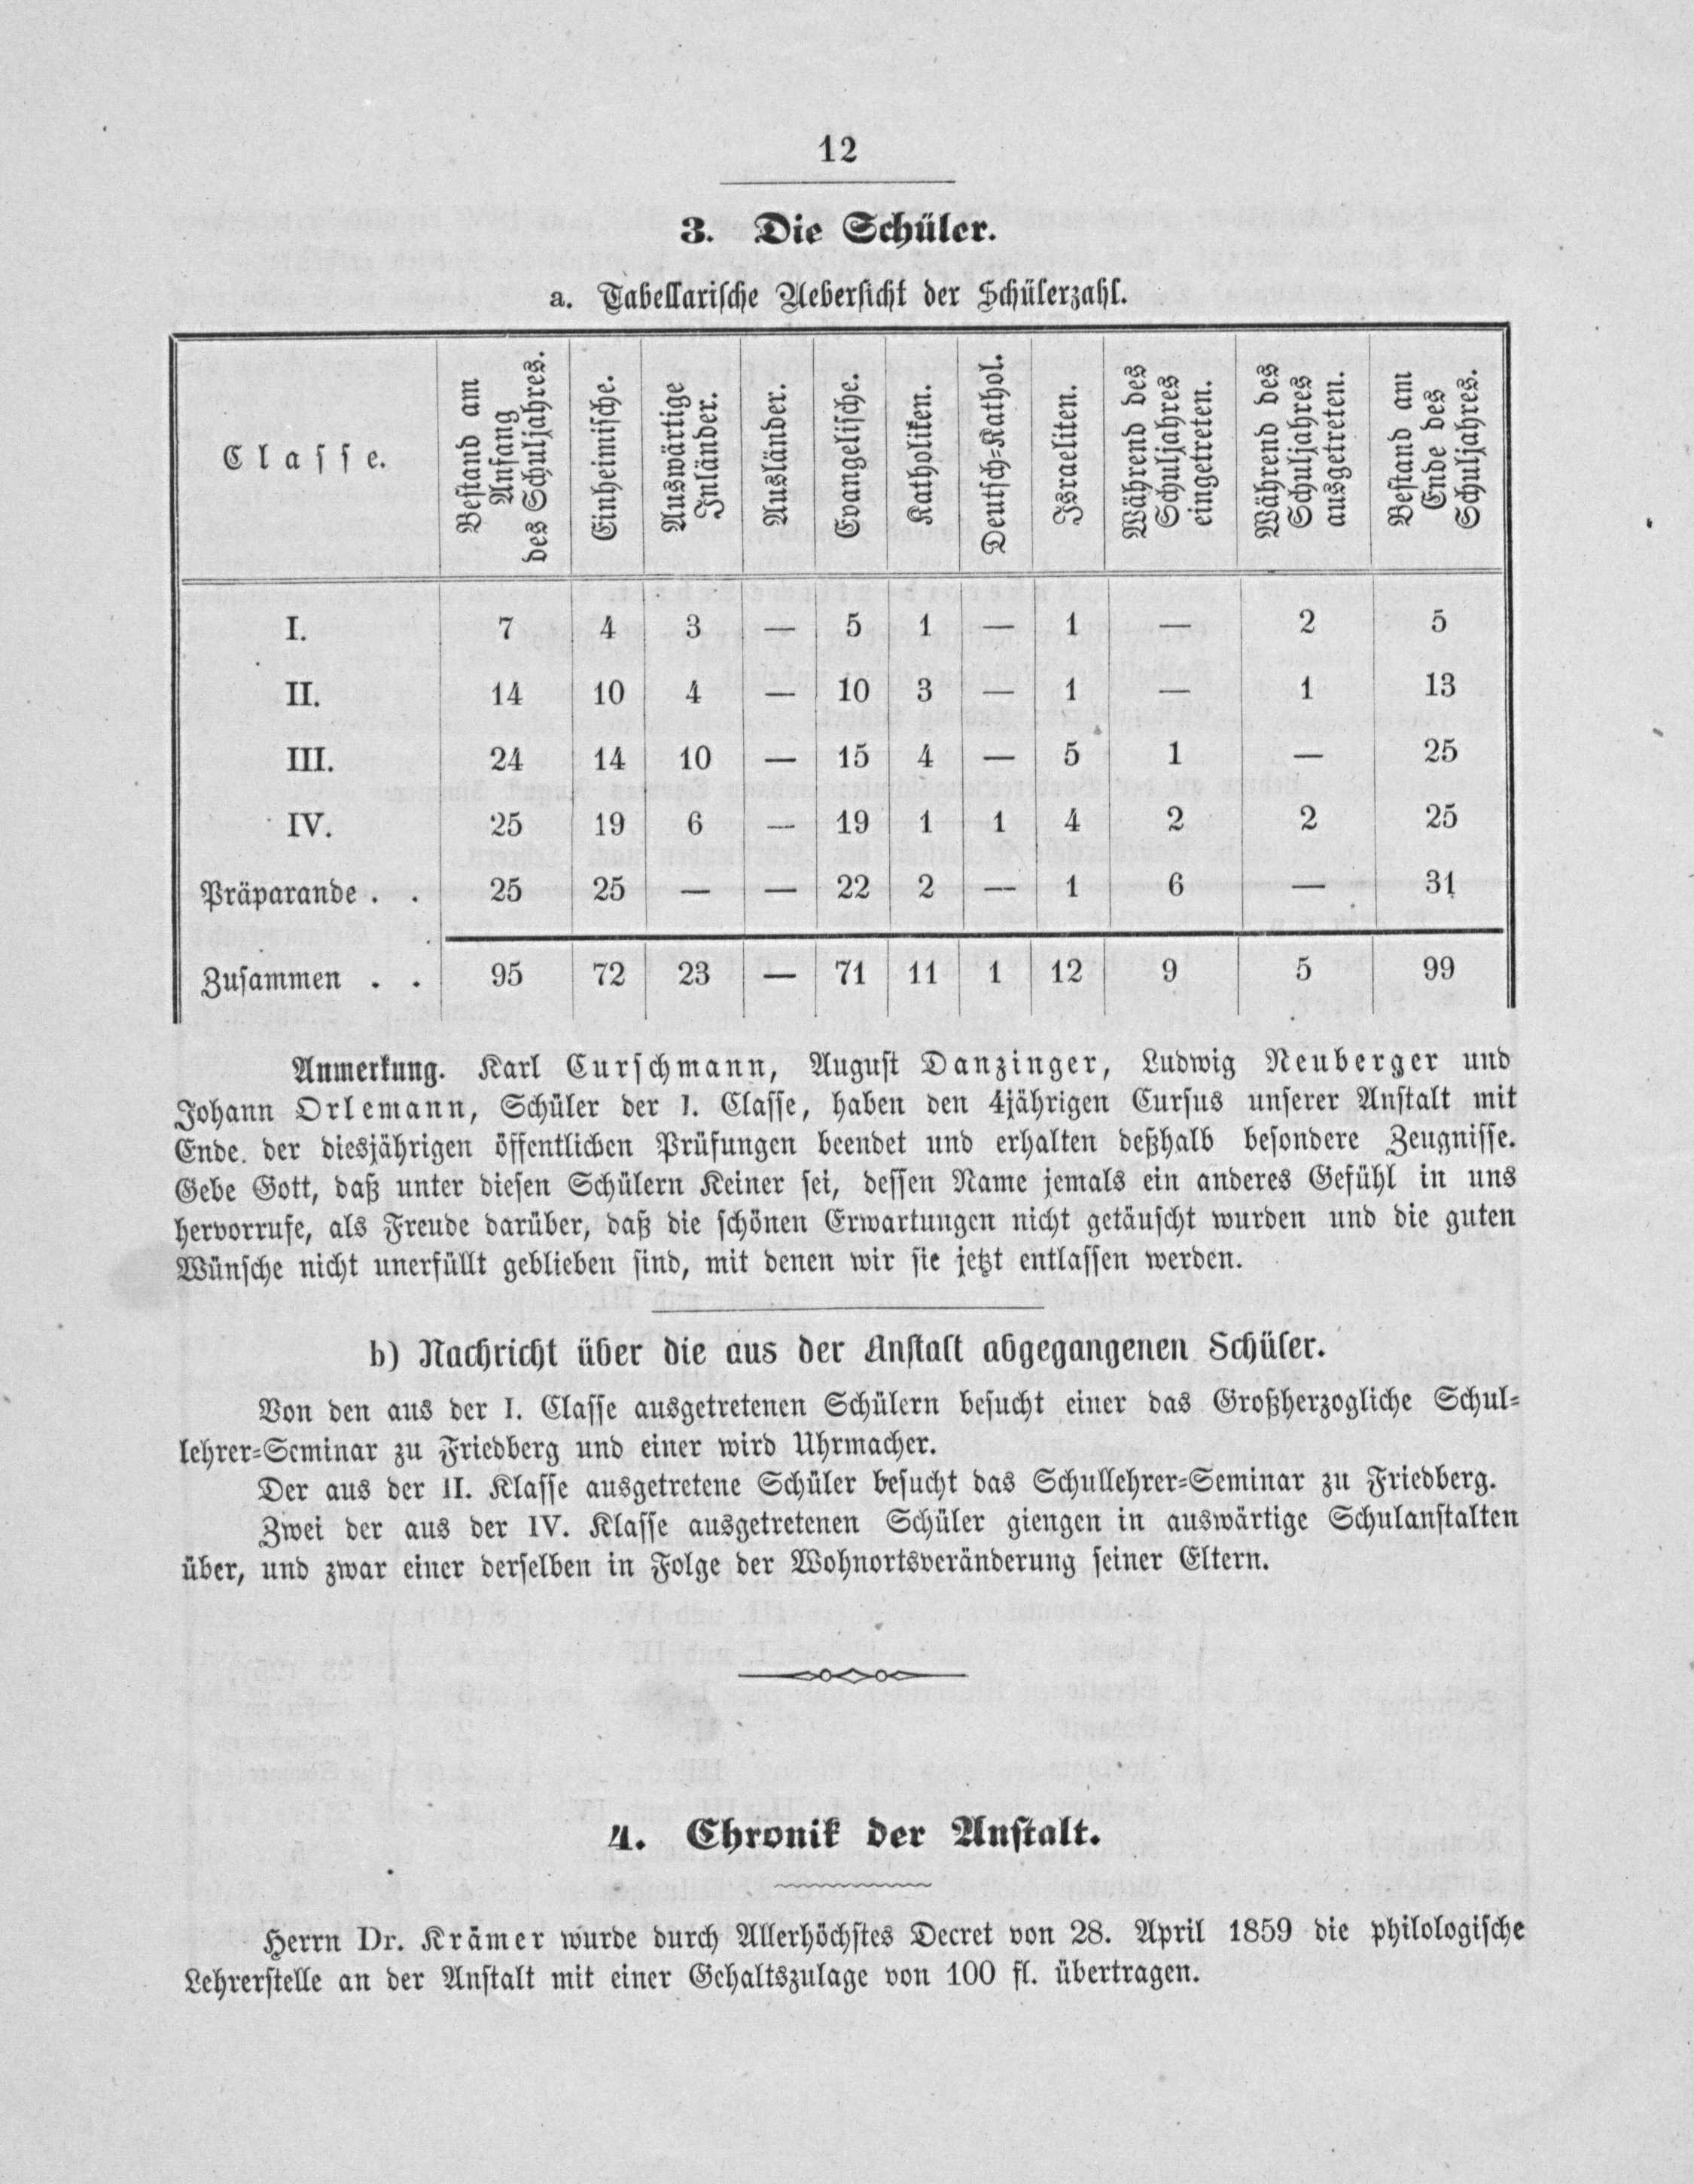 12
3. Die Schüler.
a. Tabellarische Uebersicht der Schülerzahl.
Classe. Bestand am Anfang des Schuljahres. Einheimische. Auswärtige Inländer. Ausländer. Evangelische. Katholiken. Deutsch=Kathol. Israeliten. Während des Schuljahres eingetreten. Während des Schuljahres ausgetreten. Bestand am Ende des Schuljahres.
I. 7 4 3 — 5 1 — 1 — 2 5
II. 14 10 4 — 10 3 — 1 — 1 13
III. 24 14 10 — 15 4 — 5 1 — 25
IV. 25 19 6 — 19 1 1 4 2 2 25
Präparande . . 25 25 — — 22 2 — 1 6 — 31
Zusammen . . 95 72 23 — 71 11 1 12 9 5 99
Anmerkung. Karl Curschmann, August Danzinger, Ludwig Neuberger und
Johann Orlemann, Schüler der I. Classe, haben den 4jährigen Cursus unserer Anstalt mit
Ende der diesjährigen öffentlichen Prüfungen beendet und erhalten deßhalb besondere Zeugnisse.
Gebe Gott, daß unter diesen Schülern Keiner sei, dessen Name jemals ein anderes Gefühl in uns
hervorrufe, als Freude darüber, daß die schönen Erwartungen nicht getäuscht wurden und die guten
Wünsche nicht unerfüllt geblieben sind, mit denen wir sie jetzt entlassen werden.
b) Nachricht über die aus der Anstalt abgegangenen Schüler.
Von den aus der I. Classe ausgetretenen Schülern besucht einer das Großherzogliche Schul=
lehrer=Seminar zu Friedberg und einer wird Uhrmacher.
Der aus der II. Klasse ausgetretene Schüler besucht das Schullehrer=Seminar zu Friedberg.
Zwei der aus der IV. Klasse ausgetretenen Schüler giengen in auswärtige Schulanstalten
über, und zwar einer derselben in Folge der Wohnortsveränderung seiner Eltern.
4. Chronik der Anstalt.
Herrn Dr. Krämer wurde durch Allerhöchstes Decret von 28. April 1859 die philologische
Lehrerstelle an der Anstalt mit einer Gehaltszulage von 100 fl. übertragen.